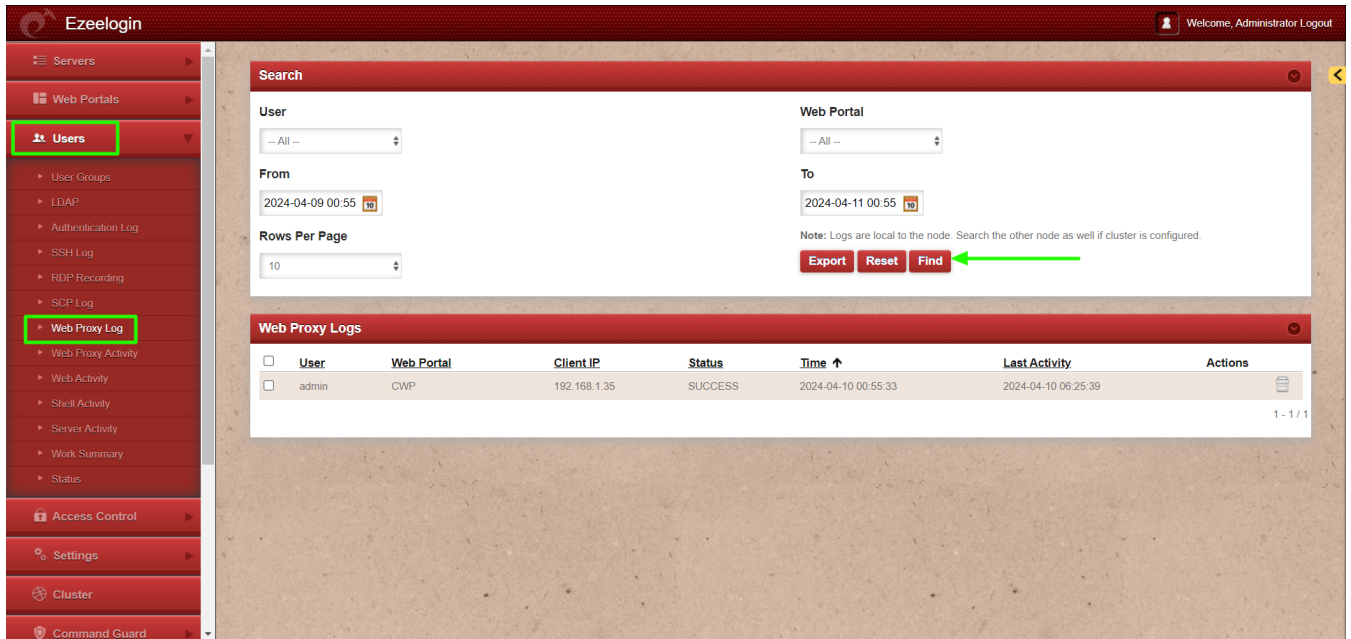 Ezeelogin
Welcome, Administrator Logout
Servers
Web Portals
Users
User Groups
LDAP
Authentication Log
SSH Log
RDP Recording
SCP Log
Web Proxy Log
Web Proxy Activity
Web Activity
Shell Activity
Server Activity
Work Summary
Status
Access Control
Settings
Cluster
Command Guard
Search
User Web Portal
-- All -- -- All --
From To
2024-04-09 00:55 10 2024-04-11 00:55 10
Rows Per Page Note: Logs are local to the node. Search the other node as well if cluster is configured.
10 Export Reset Find
Web Proxy Logs
User Web Portal Client IP Status Time ↑ Last Activity Actions
admin CWP 192.168.1.35 SUCCESS 2024-04-10 00:55:33 2024-04-10 06:25:39
1 - 1 / 1